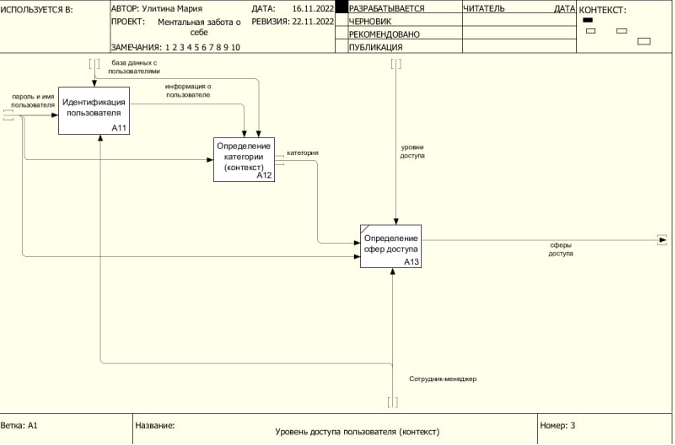 ИСПОЛЬЗУЕТСЯ В:
АВТОР: Улитина Мария
ДАТА: 16.11.2022
РАЗРАБАТЫВАЕТСЯ
ЧИТАТЕЛЬ
ДАТА
КОНТЕКСТ:
ПРОЕКТ: Ментальная забота о
себе
РЕВИЗИЯ: 22.11.2022
ЧЕРНОВИК
РЕКОМЕНДОВАНО
ЗАМЕЧАНИЯ: 1 2 3 4 5 6 7 8 9 10
ПУБЛИКАЦИЯ
база данных с
пользователями
информация о
пользователе
пароль и имя
пользователя
Идентификация
пользователя
A11
Определение
категории
(контекст)
A12
категория
уровни
доступа
Определение
сфер доступа
A13
сферы
доступа
Сотрудник-менеджер
Ветка: A1
Название:
Уровень доступа пользователя (контекст)
Номер: 3